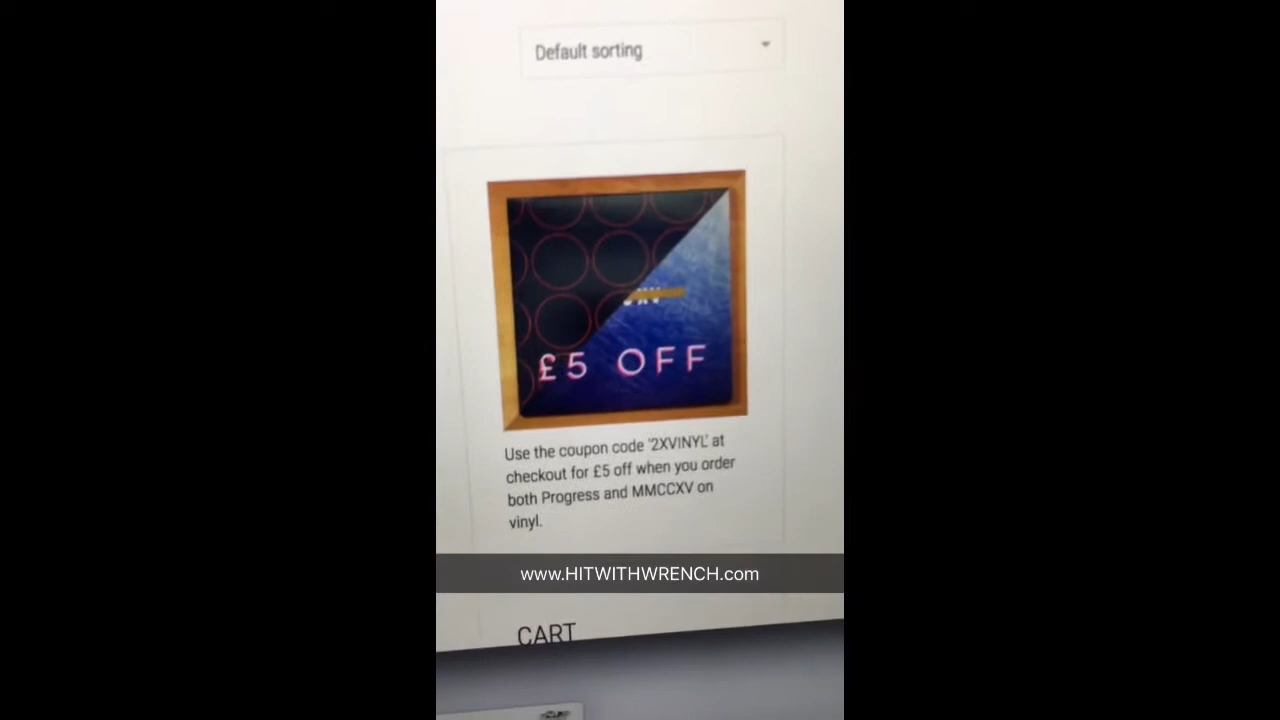 Default sorting
£5 OFF
Use the coupon code '2XVINYL' at
checkout for £5 off when you order
both Progress and MMCCXV on
vinyl.
www.HITWITHWRENCH.com
CART